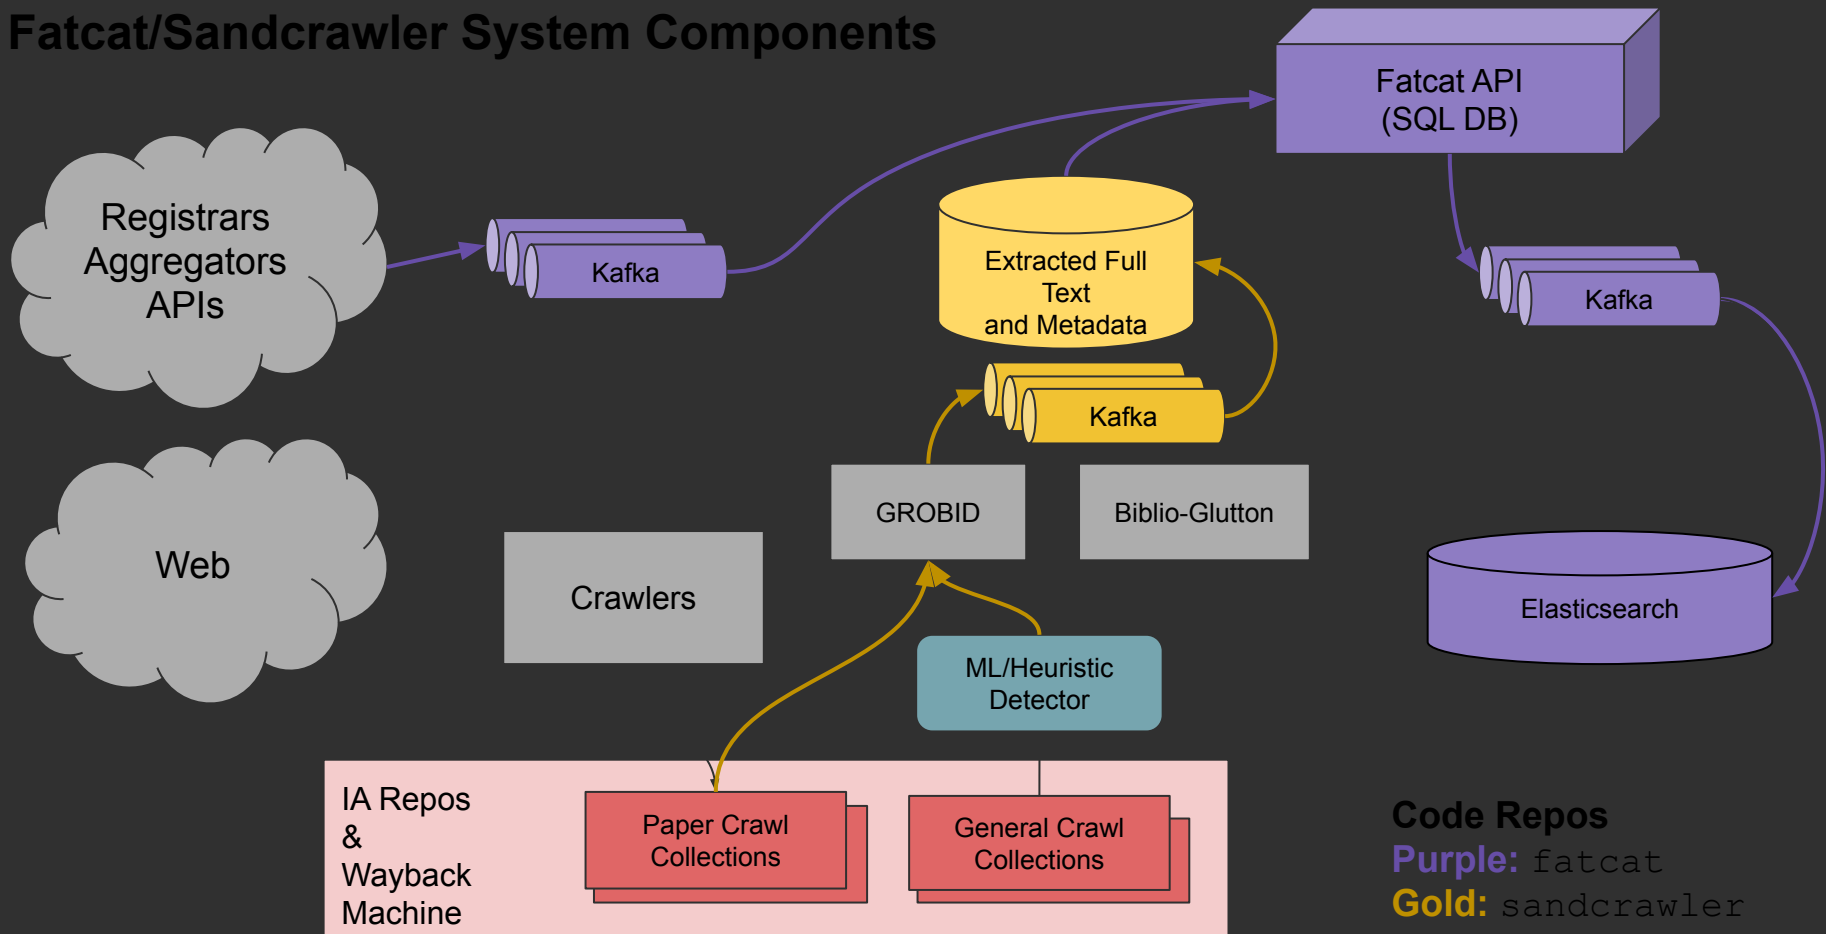 Fatcat/Sandcrawler System Components
Fatcat API
(SQL DB)
Registrars
Aggregators
APIs
Kafka
Extracted Full
Text
and Metadata
Kafka
Kafka
GROBID
Biblio-Glutton
Web
Crawlers
Elasticsearch
ML/Heuristic
Detector
IA Repos
&
Wayback
Machine
Paper Crawl
Collections
General Crawl
Collections
Code Repos
Purple: fatcat
Gold: sandcrawler